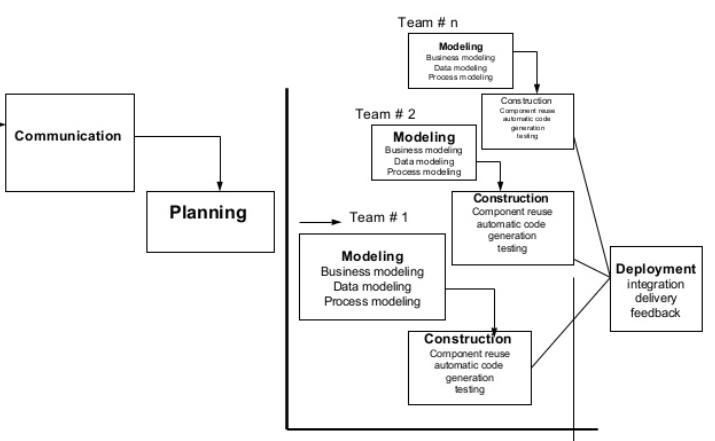 Team # n
Modeling
Business modeling
Data modeling
Process modeling
Construction
Component reuse
automatic code
generation
testing
Communication
Team # 2
Modeling
Business modeling
Data modeling
Process modeling
Construction
Component reuse
automatic code
generation
testing
Planning
Team # 1
Modeling
Business modeling
Data modeling
Process modeling
Construction
Component reuse
automatic code
generation
testing
Deployment
integration
delivery
feedback